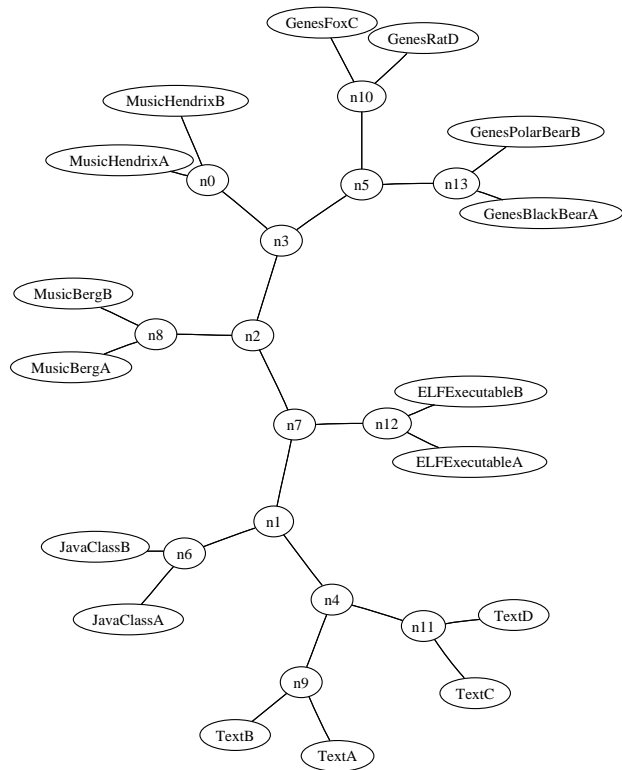 GenesFoxC
GenesRatD
n10
MusicHendrixB
GenesPolarBearB
MusicHendrixA
n0
n5
n13
GenesBlackBearA
n3
MusicBergB
n8
n2
MusicBergA
ELFExecutableB
n7
n12
ELFExecutableA
n1
JavaClassB
n6
n4
JavaClassA
n11
TextD
n9
TextC
TextB
TextA